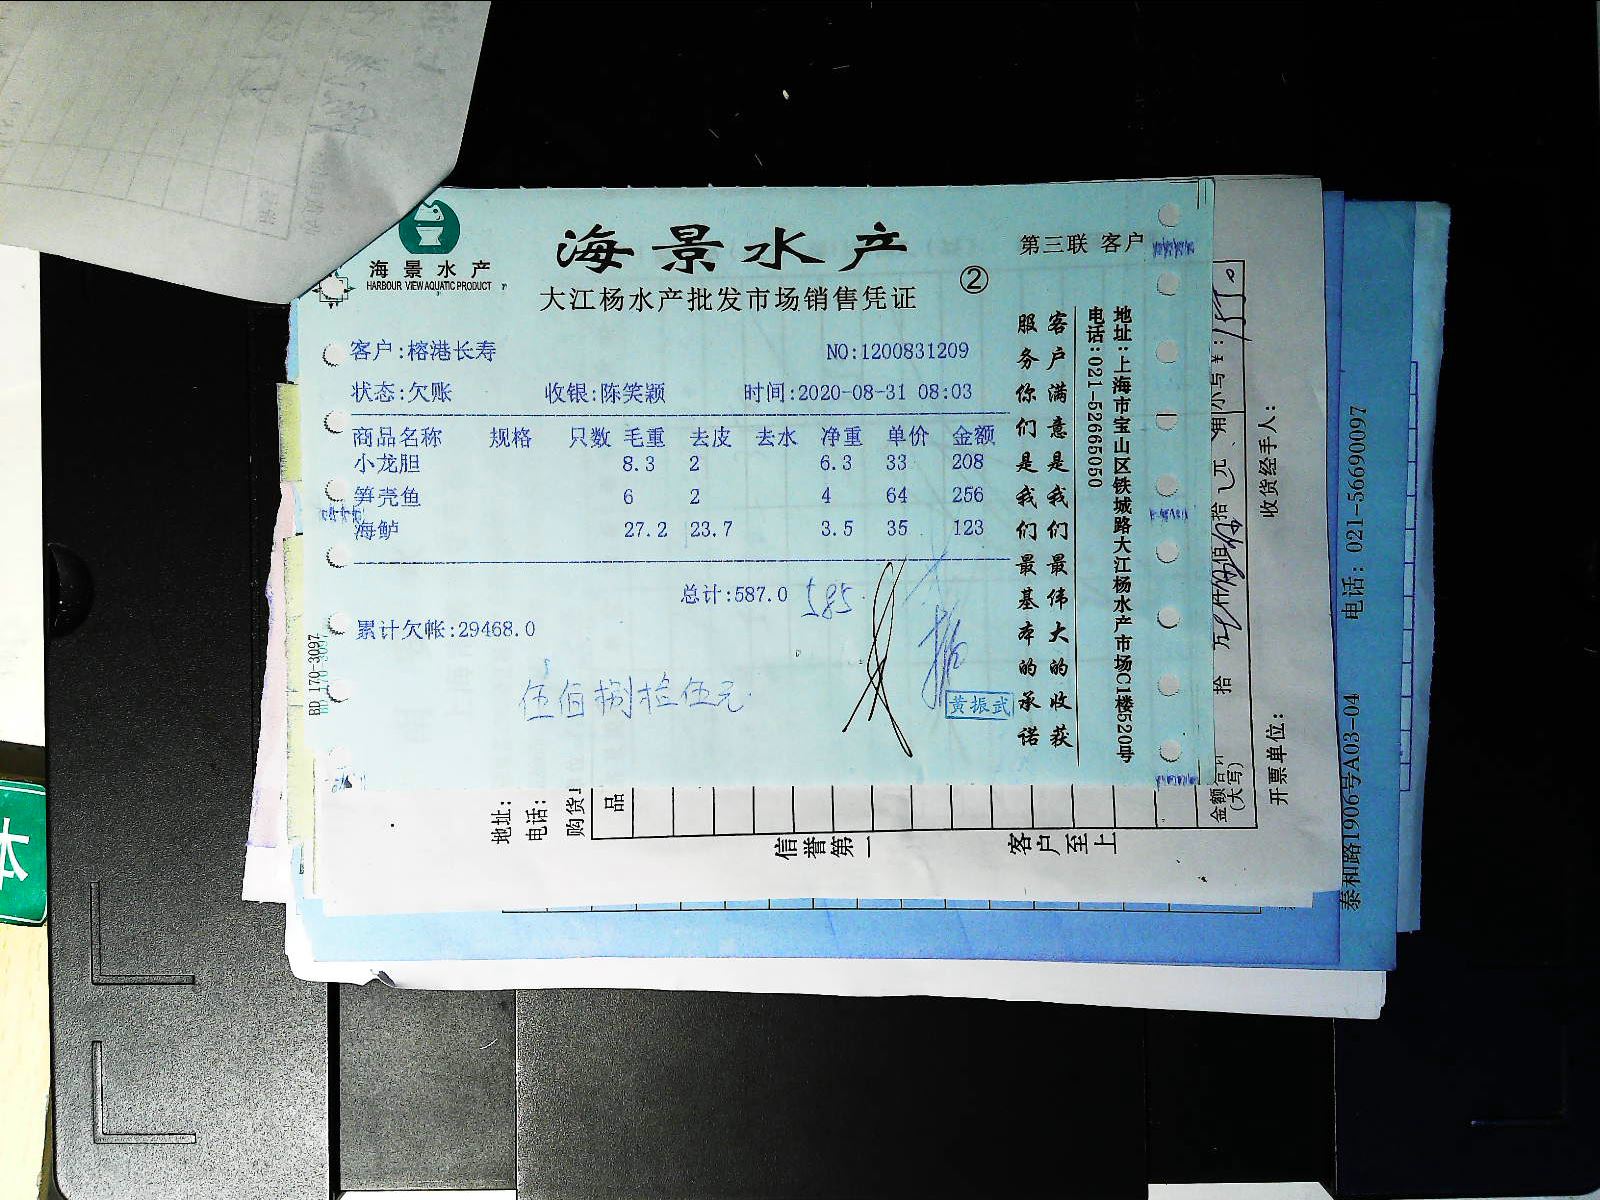 海景水产
HARBOUR VIEW AQUATIC PRODUCT
海景水产
大江杨水产批发市场销售凭证
②
第三联 客户
客户:榕港长寿 NO:1200831209
状态:欠账 收银:陈笑颖 时间:2020-08-31 08:03
商品名称 规格 只数 毛重 去皮 去水 净重 单价 金额
小龙胆 8.3 2 6.3 33 208
笋壳鱼 6 2 4 64 256
海鲈 27.2 23.7 3.5 35 123
总计:587.0 585
累计欠帐:29468.0
伍佰捌拾伍元
黄振武
客户满意是我们最伟大的收获
服务你们是我们最基本的承诺
地址:上海市宝山区铁城路大江杨水产市场C1楼520号
电话:021-52665050
BD 170-3097
地址:
电话:
购货
品
信誉第一
客户至上
金额合计
(大写)
拾
收货经手人:
开票单位:
泰和路1906号A03-04 电话: 021-56690097
本